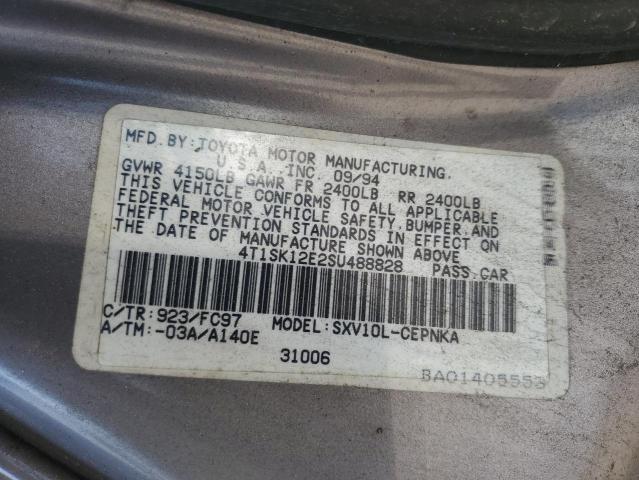 MFD. BY: TOYOTA MOTOR MANUFACTURING.
U.S.A. INC. 09/94
GVWR 4150LB GAWR FR 2400LB RR 2400LB
THIS VEHICLE CONFORMS TO ALL APPLICABLE
FEDERAL MOTOR VEHICLE SAFETY, BUMPER, AND
THEFT PREVENTION STANDARDS IN EFFECT ON
THE DATE OF MANUFACTURE SHOWN ABOVE
4T1SK12E2SU488828 PASS.CAR
C/TR: 923/FC97 MODEL: SXV10L-CEPNKA
A/TM: -03A/A140E
31006
BA01405553